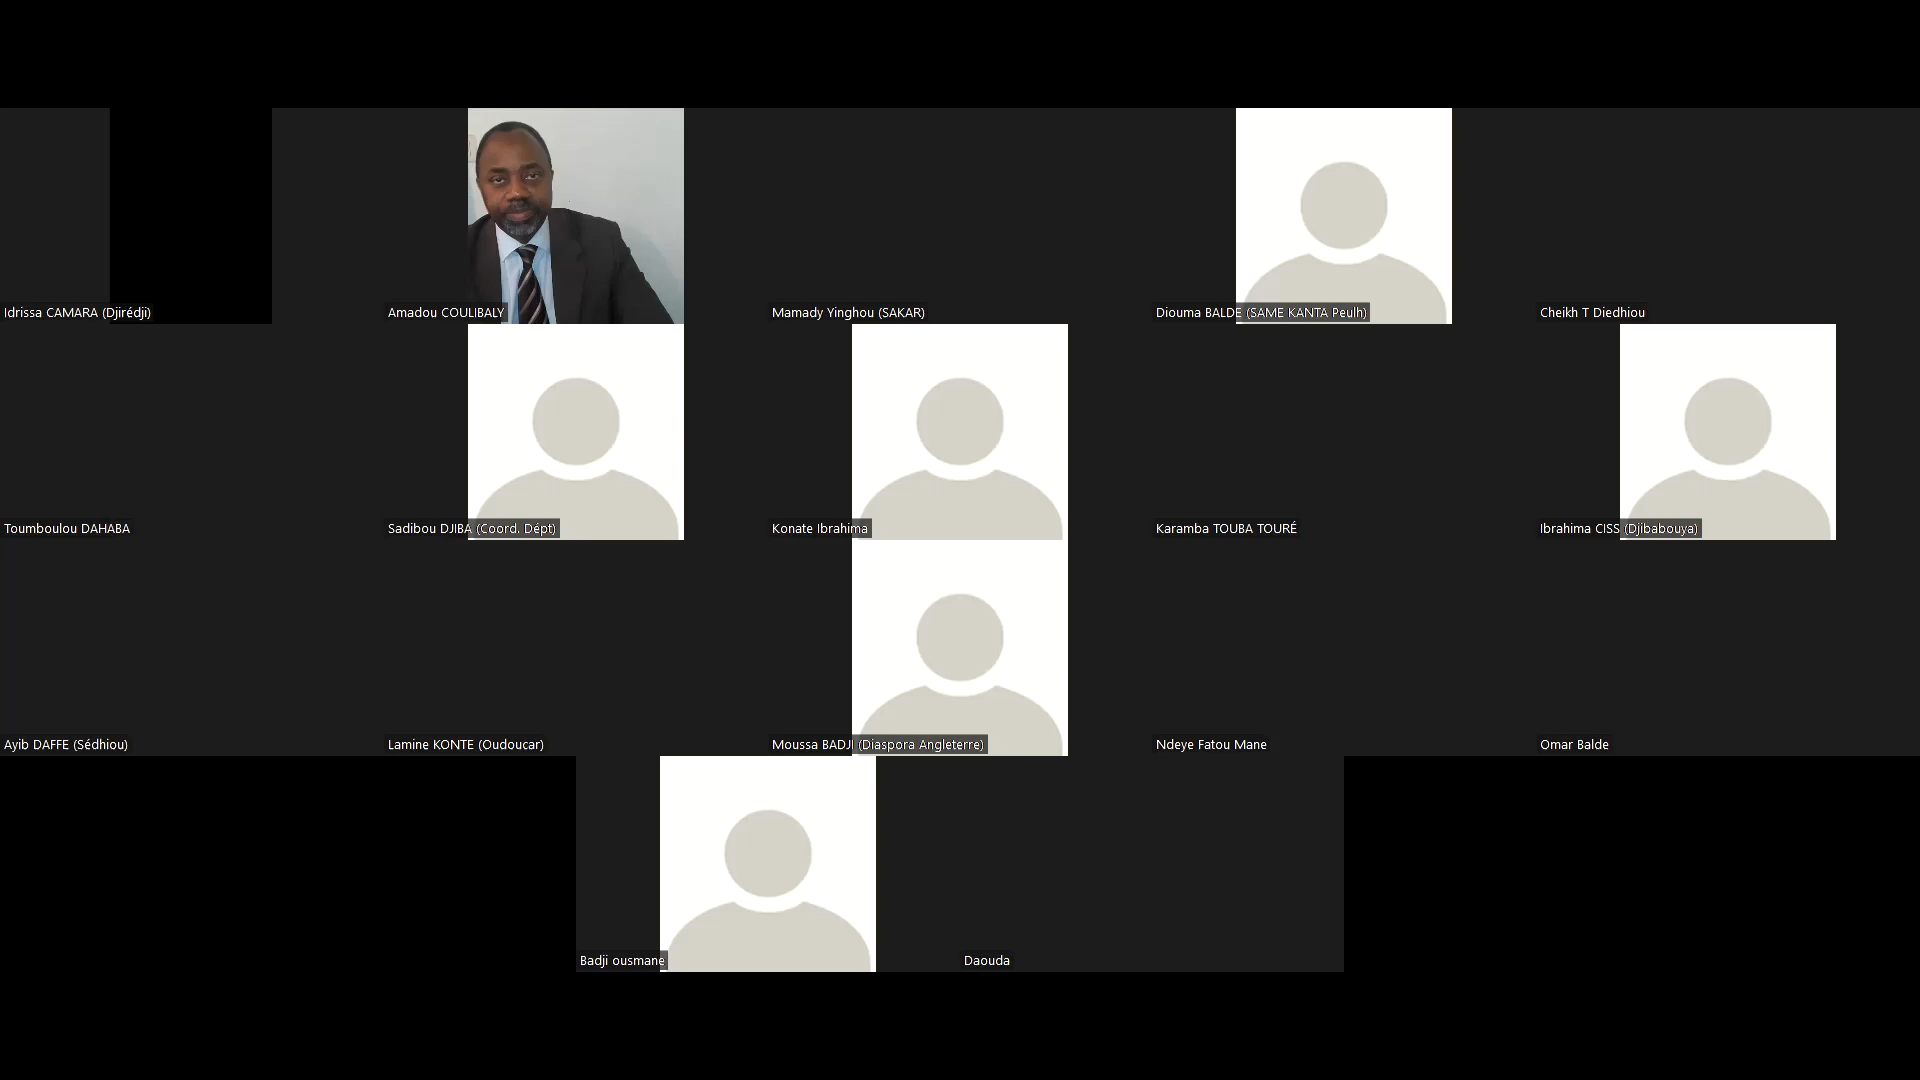 Idrissa CAMARA (Djirédji)
Amadou COULIBALY
Mamady Yinghou (SAKAR)
Diouma BALDE (SAME KANTA Peulh)
Cheikh T Diedhiou
Toumboulou DAHABA
Sadibou DJIBA (Coord. Dépt)
Konate Ibrahima
Karamba TOUBA TOURÉ
Ibrahima CISS (Djibabouya)
Ayib DAFFE (Sédhiou)
Lamine KONTE (Oudoucar)
Moussa BADJI (Diaspora Angleterre)
Ndeye Fatou Mane
Omar Balde
Badji ousmane
Daouda